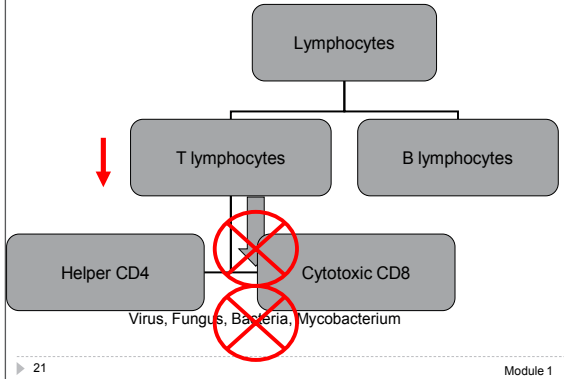 Lymphocytes
T lymphocytes
B lymphocytes
Helper CD4
Cytotoxic CD8
Virus, Fungus, Bacteria, Mycobacterium
21
Module 1